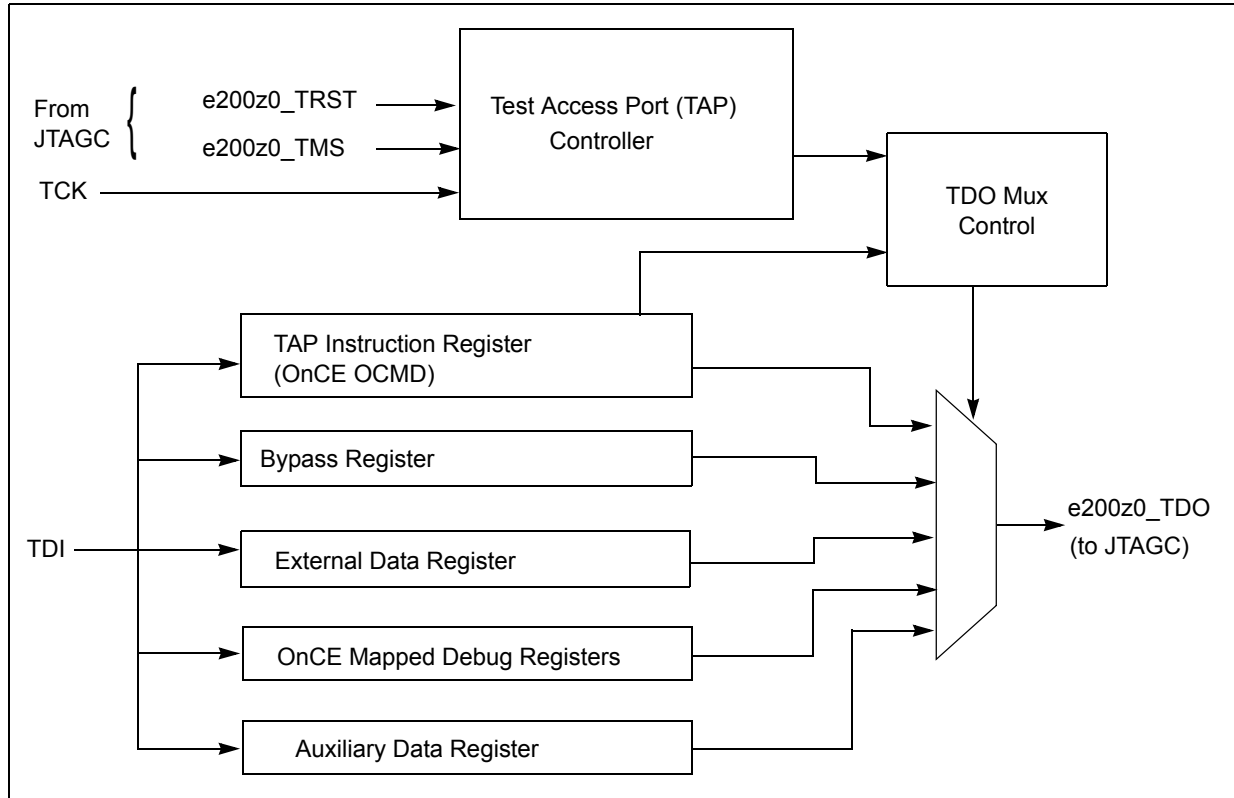 From
JTAGC
e200z0_TRST
e200z0_TMS
TCK
Test Access Port (TAP)
Controller
TDO Mux
Control
TAP Instruction Register
(OnCE OCMD)
Bypass Register
TDI
External Data Register
OnCE Mapped Debug Registers
Auxiliary Data Register
e200z0_TDO
(to JTAGC)